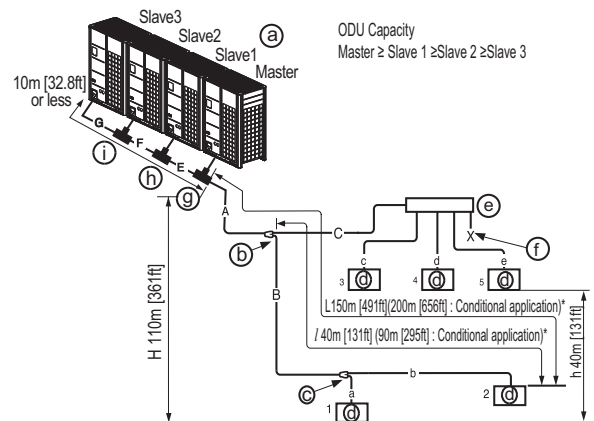 Slave3
Slave2
Slave1
Master
ⓐ
ODU Capacity
Master ≥ Slave 1 ≥Slave 2 ≥Slave 3
10m [32.8ft]
or less
G
F
E
ⓘ
ⓗ
ⓖ
A
ⓔ
C
ⓑ
X
ⓕ
c
d
e
3 ⓓ
4 ⓓ
5 ⓓ
B
H 110m [361ft]
L150m [491ft](200m [656ft] : Conditional application)*
l 40m [131ft] (90m [295ft] : Conditional application)*
h 40m [131ft]
b
ⓒ
a
2 ⓓ
1 ⓓ